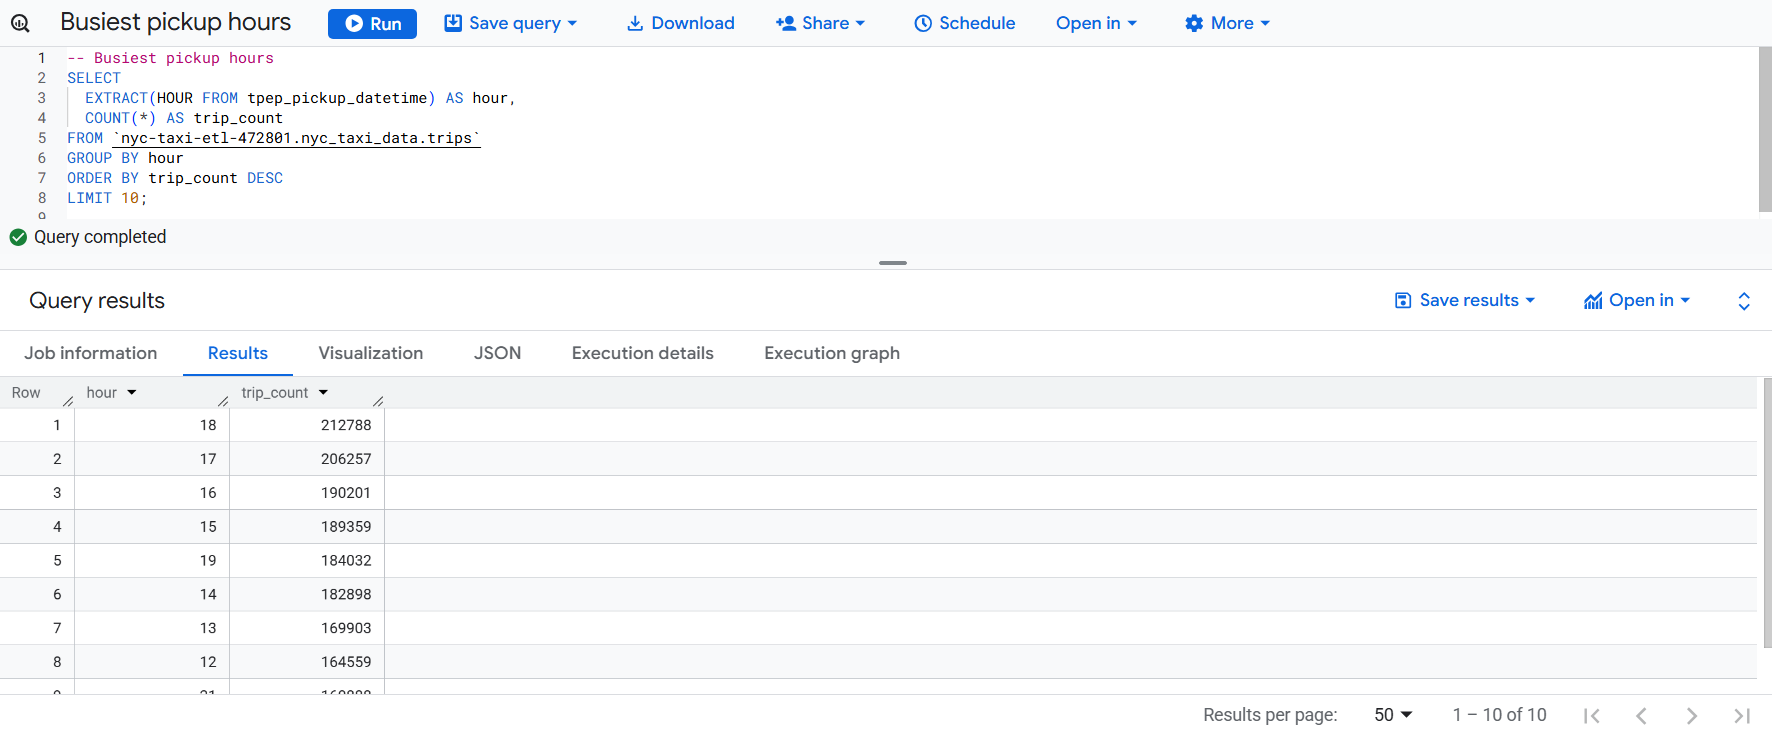 Busiest pickup hours Run Save query Download Share Schedule Open in More
1 -- Busiest pickup hours
2 SELECT
3 EXTRACT(HOUR FROM tpep_pickup_datetime) AS hour,
4 COUNT(*) AS trip_count
5 FROM `nyc-taxi-etl-472801.nyc_taxi_data.trips`
6 GROUP BY hour
7 ORDER BY trip_count DESC
8 LIMIT 10;
9
Query completed
Query results Save results Open in
Job information Results Visualization JSON Execution details Execution graph
Row hour trip_count
1 18 212788
2 17 206257
3 16 190201
4 15 189359
5 19 184032
6 14 182898
7 13 169903
8 12 164559
9 21
Results per page: 50 1 – 10 of 10